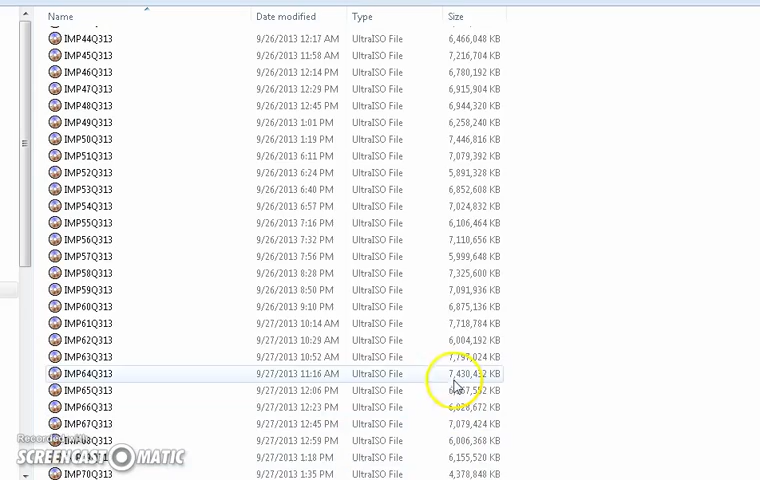 Name Date modified Type Size
IMP44Q313 9/26/2013 12:17 AM UltraISO File 6,466,048 KB
IMP45Q313 9/26/2013 11:58 AM UltraISO File 7,216,704 KB
IMP46Q313 9/26/2013 12:14 PM UltraISO File 6,780,192 KB
IMP47Q313 9/26/2013 12:29 PM UltraISO File 6,915,904 KB
IMP48Q313 9/26/2013 12:45 PM UltraISO File 6,944,320 KB
IMP49Q313 9/26/2013 1:01 PM UltraISO File 6,258,240 KB
IMP50Q313 9/26/2013 1:19 PM UltraISO File 7,446,816 KB
IMP51Q313 9/26/2013 6:11 PM UltraISO File 7,079,392 KB
IMP52Q313 9/26/2013 6:24 PM UltraISO File 5,891,328 KB
IMP53Q313 9/26/2013 6:40 PM UltraISO File 6,852,608 KB
IMP54Q313 9/26/2013 6:57 PM UltraISO File 7,024,832 KB
IMP55Q313 9/26/2013 7:16 PM UltraISO File 6,106,464 KB
IMP56Q313 9/26/2013 7:32 PM UltraISO File 7,110,656 KB
IMP57Q313 9/26/2013 7:56 PM UltraISO File 5,999,648 KB
IMP58Q313 9/26/2013 8:28 PM UltraISO File 7,325,600 KB
IMP59Q313 9/26/2013 8:50 PM UltraISO File 7,091,936 KB
IMP60Q313 9/26/2013 9:10 PM UltraISO File 6,875,136 KB
IMP61Q313 9/27/2013 10:14 AM UltraISO File 7,718,784 KB
IMP62Q313 9/27/2013 10:29 AM UltraISO File 6,004,192 KB
IMP63Q313 9/27/2013 10:52 AM UltraISO File 7,797,024 KB
IMP64Q313 9/27/2013 11:16 AM UltraISO File 7,430,432 KB
IMP65Q313 9/27/2013 12:06 PM UltraISO File KB
IMP66Q313 9/27/2013 12:23 PM UltraISO File KB
IMP67Q313 9/27/2013 12:45 PM UltraISO File 7,079,424 KB
9/27/2013 12:59 PM UltraISO File 6,006,368 KB
Recorded with
SCREENCAST MATIC 9/27/2013 1:18 PM UltraISO File 6,155,520 KB
IMP70Q313 9/27/2013 1:35 PM UltraISO File 4,378,848 KB